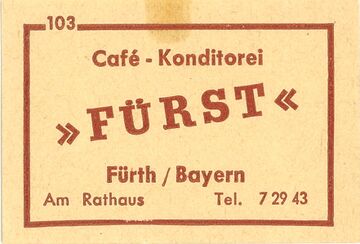 103
Café - Konditorei
»FÜRST«
Fürth / Bayern
Am Rathaus Tel. 7 29 43